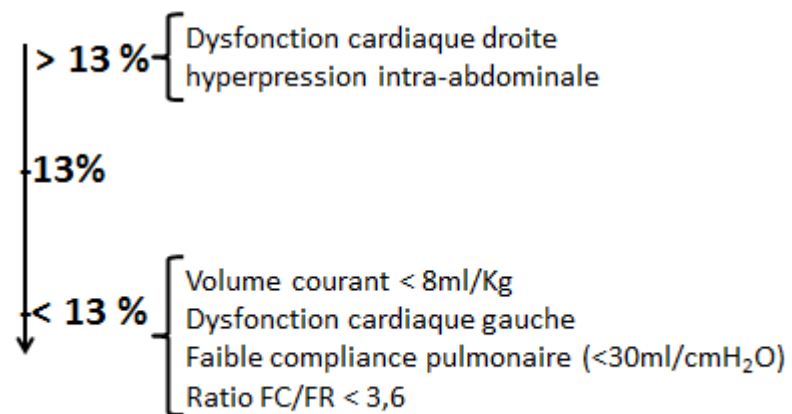 > 13 %
Dysfonction cardiaque droite
hyperpression intra-abdominale
13%
< 13 %
Volume courant < 8ml/Kg
Dysfonction cardiaque gauche
Faible compliance pulmonaire (<30ml/cmH₂O)
Ratio FC/FR < 3,6